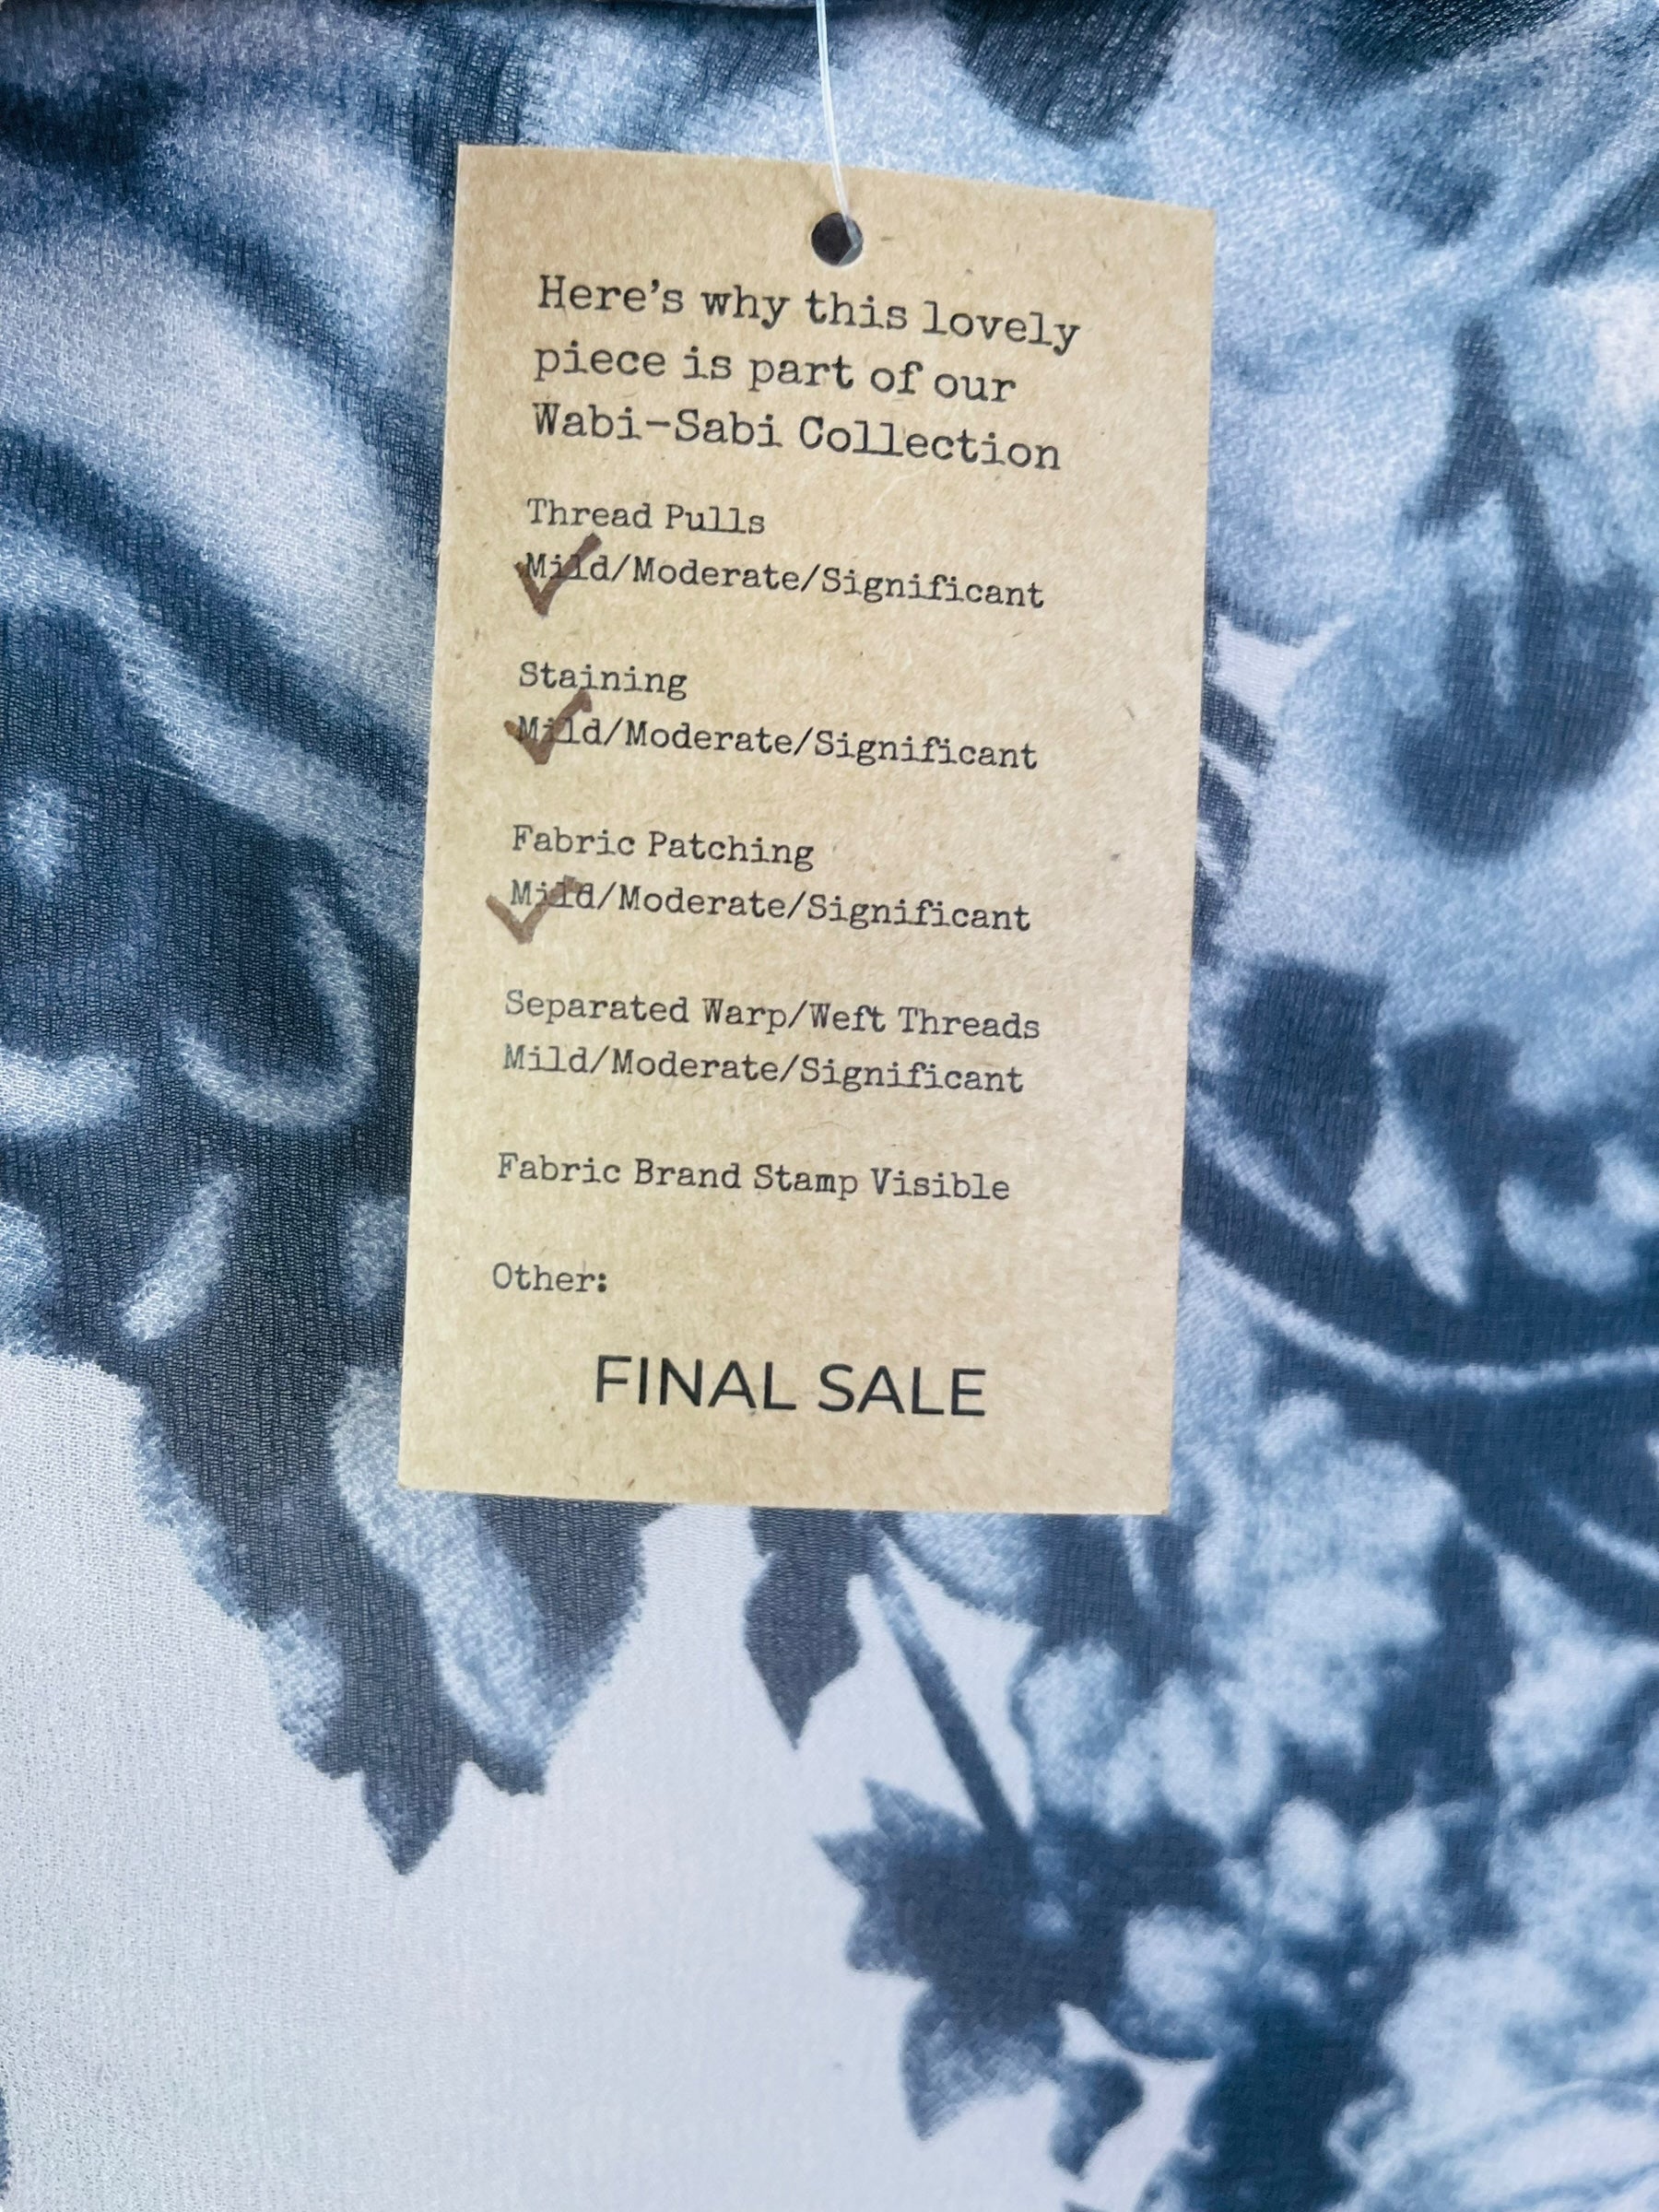 Here's why this lovely
piece is part of our
Wabi-Sabi Collection
Thread Pulls
Mild/Moderate/Significant
Staining
Mild/Moderate/Significant
Fabric Patching
Mild/Moderate/Significant
Separated Warp/Weft Threads
Mild/Moderate/Significant
Fabric Brand Stamp Visible
Other:
FINAL SALE